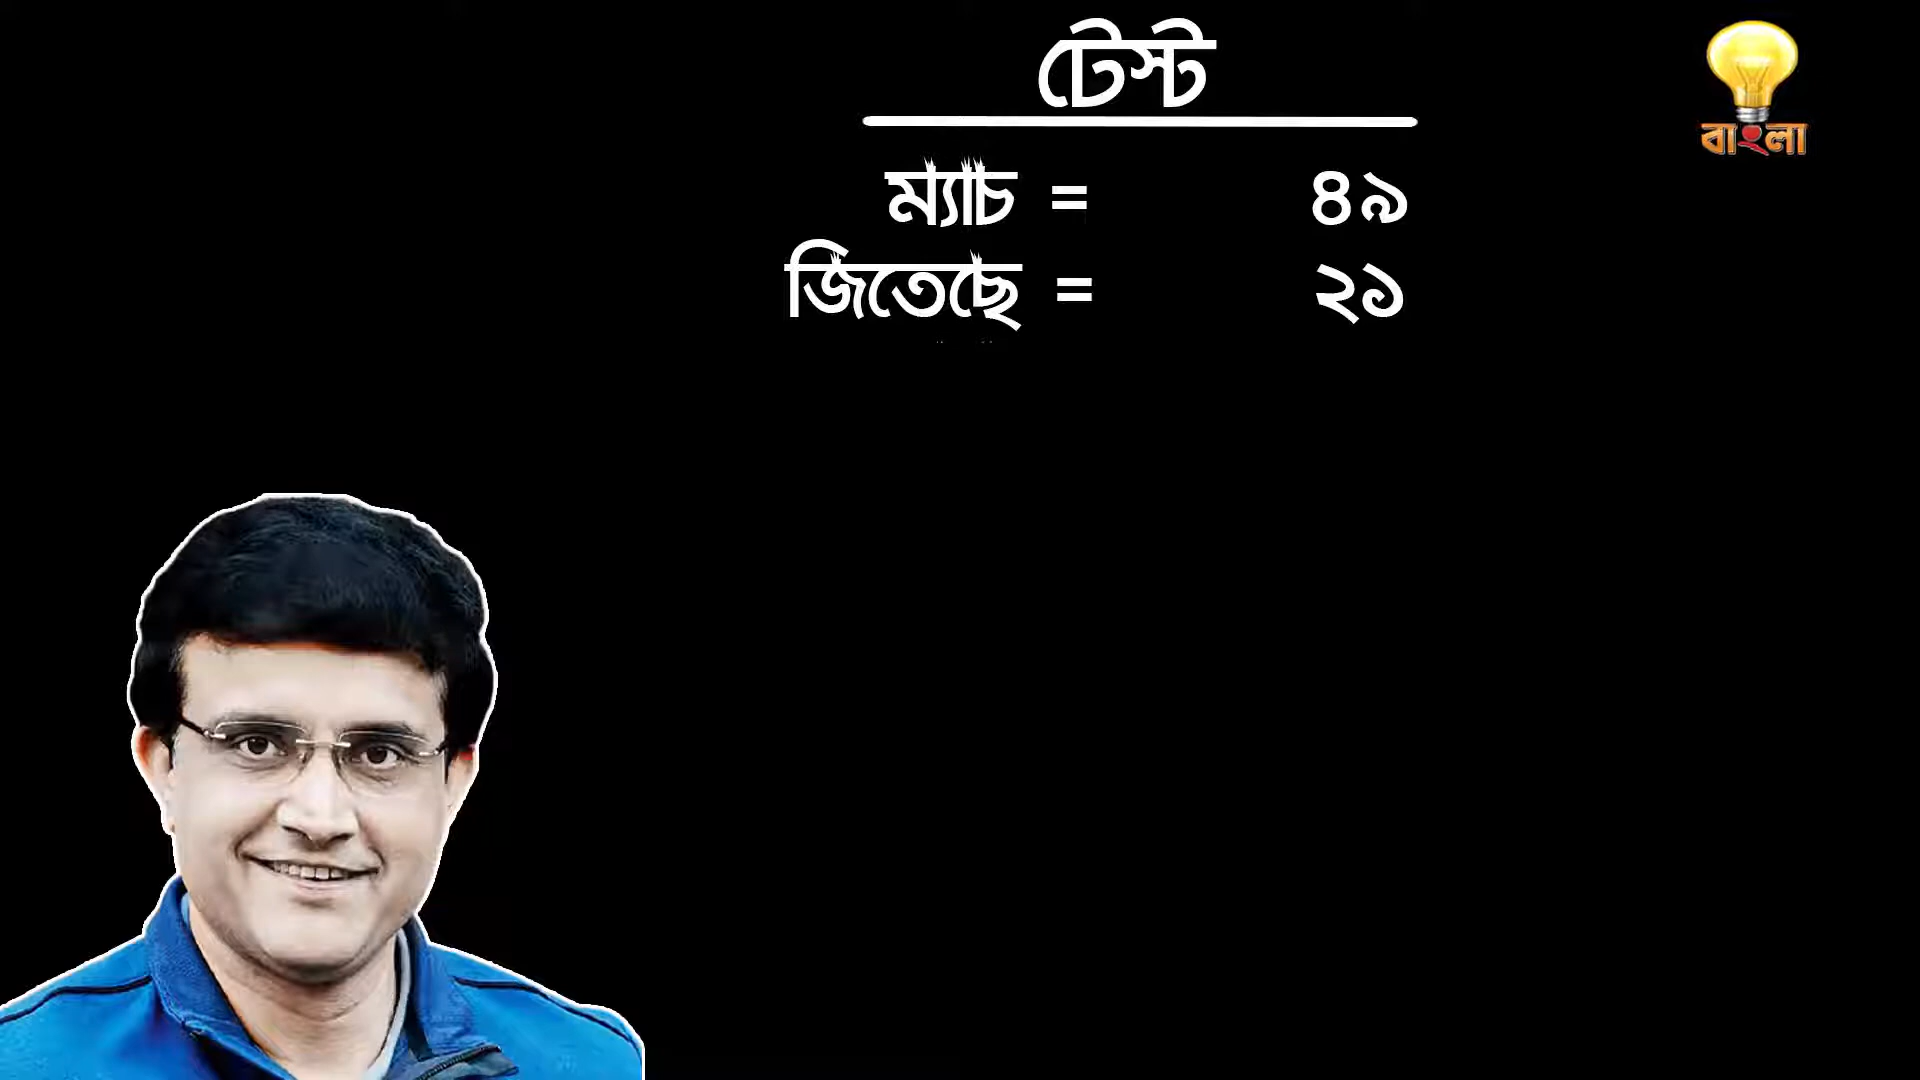 টেস্ট
বাংলা
ম্যাচ = ৪৯
জিতেছে = ২১